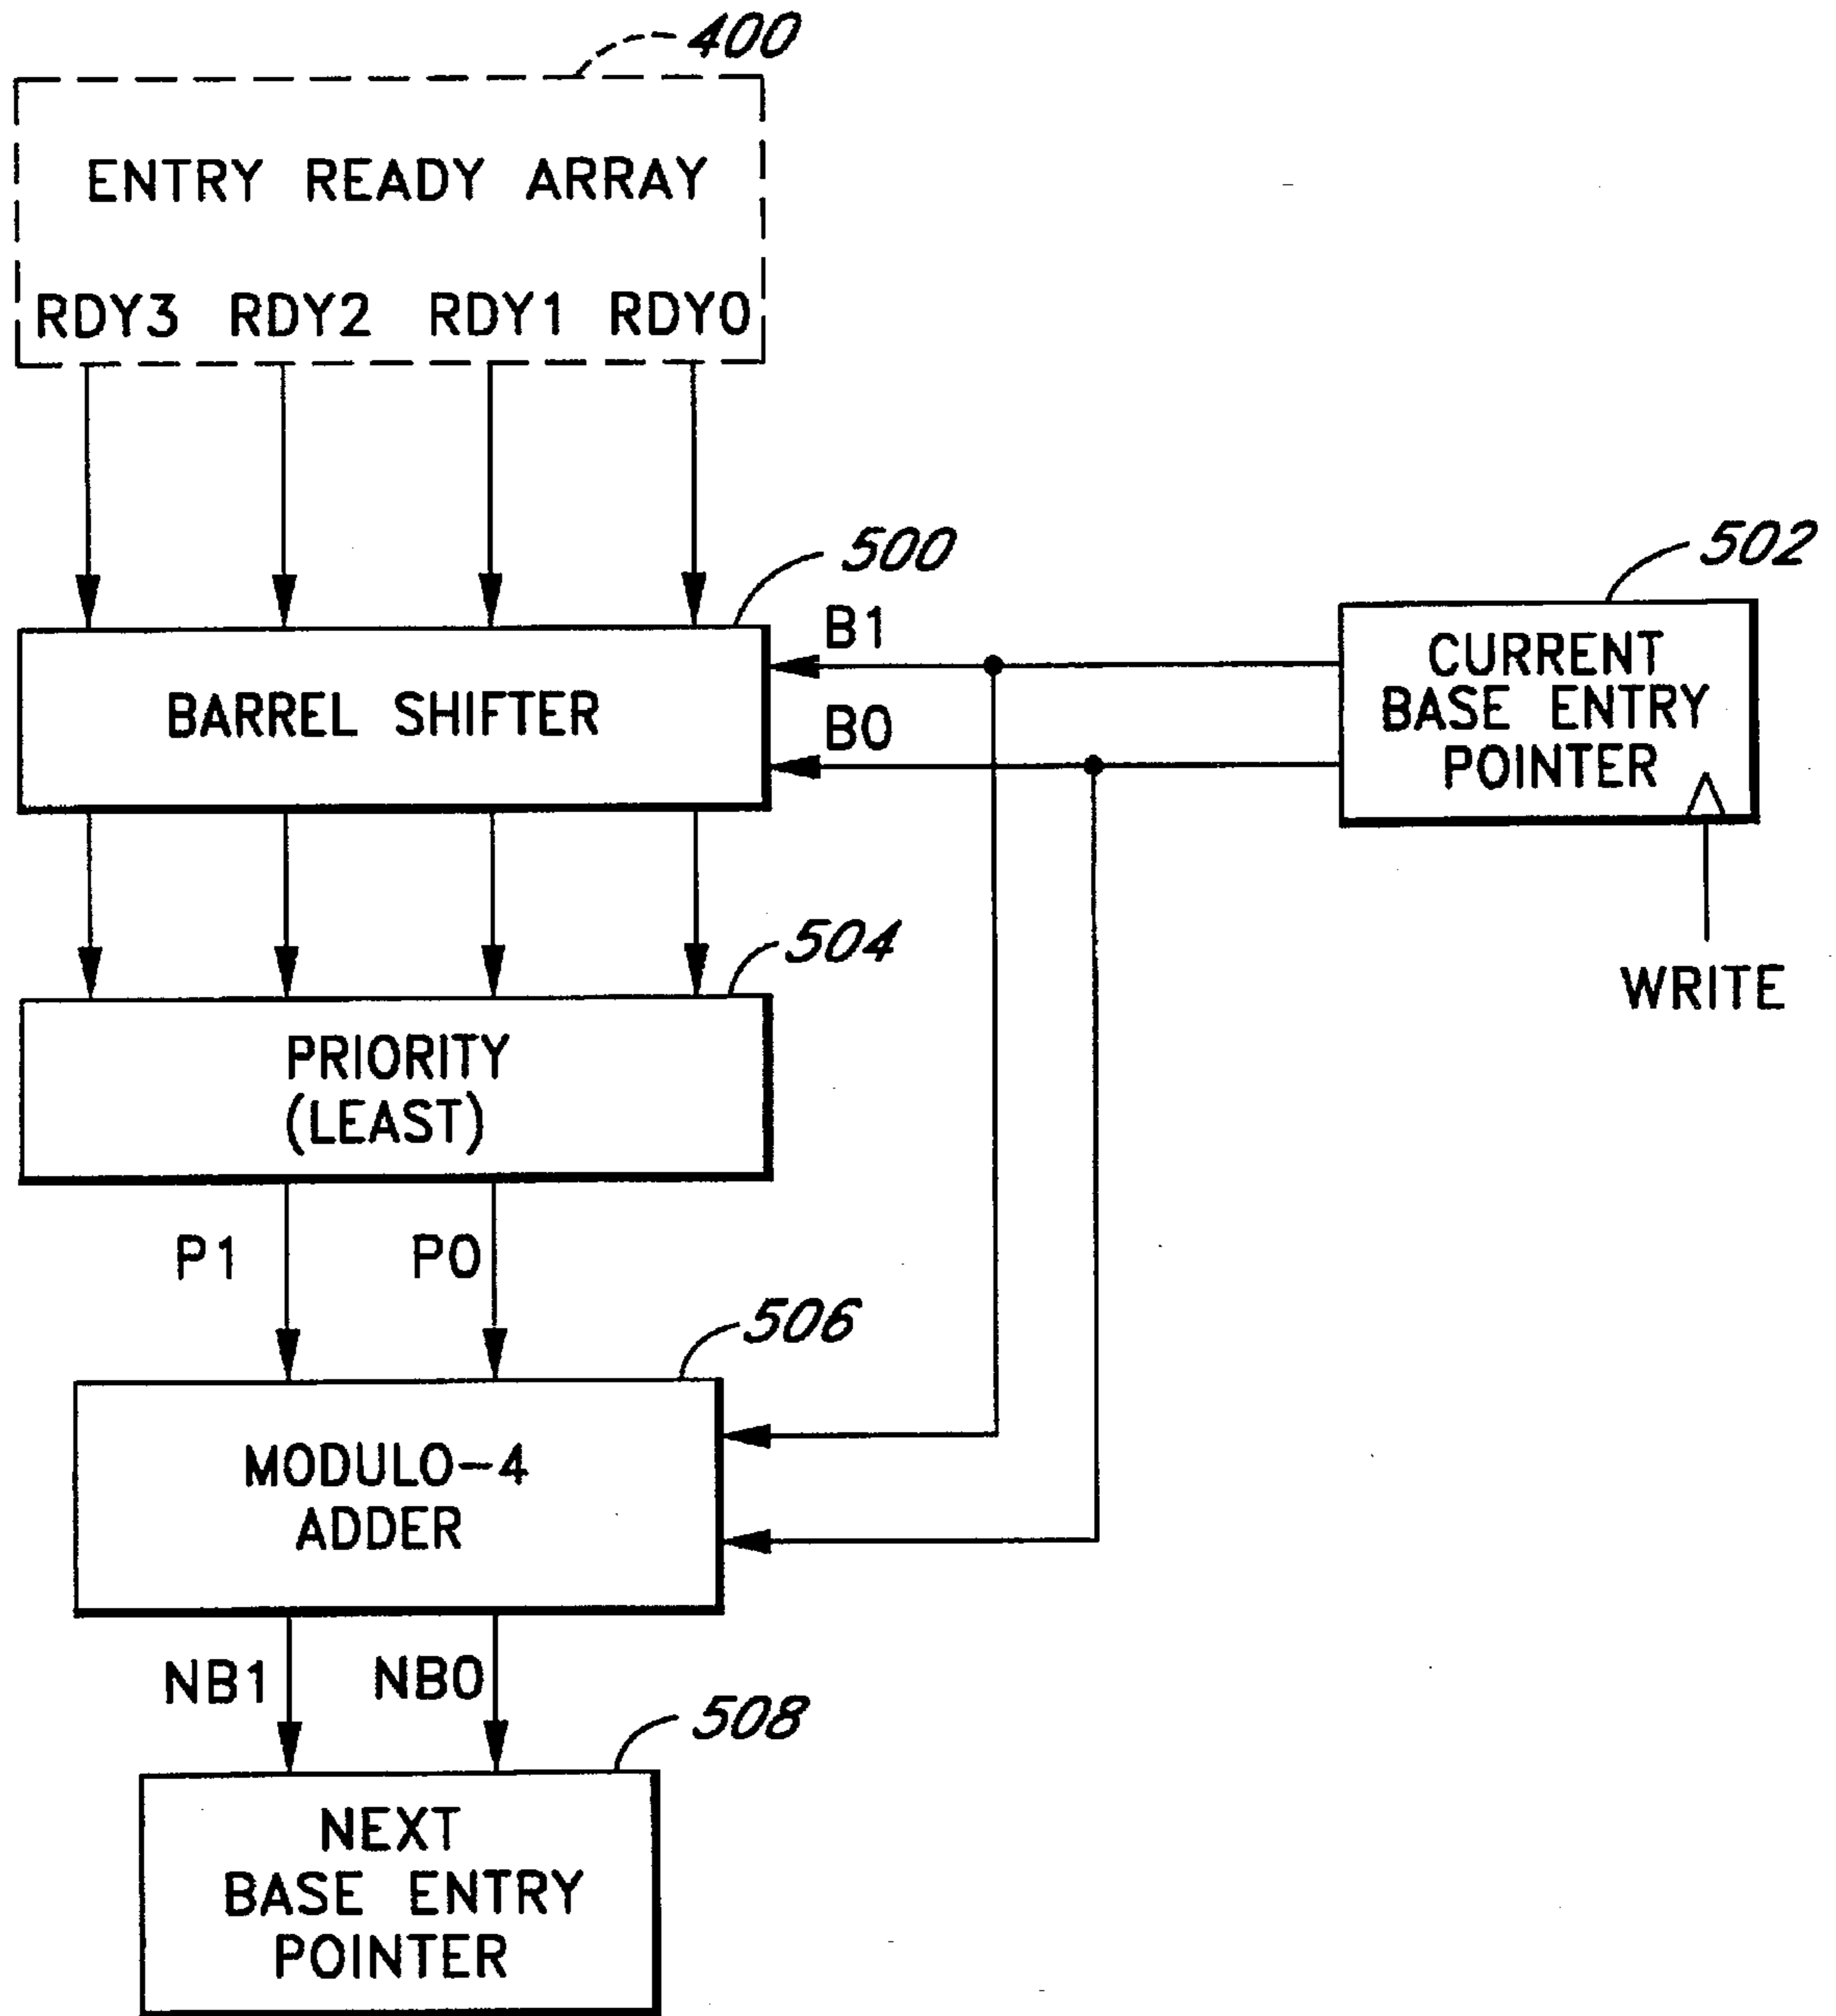 400
ENTRY READY ARRAY
RDY3 RDY2 RDY1 RDY0
500
502
B1
BARREL SHIFTER
B0
CURRENT
BASE ENTRY
POINTER
WRITE
504
PRIORITY
(LEAST)
P1 P0
506
MODULO-4
ADDER
NB1 NB0
508
NEXT
BASE ENTRY
POINTER